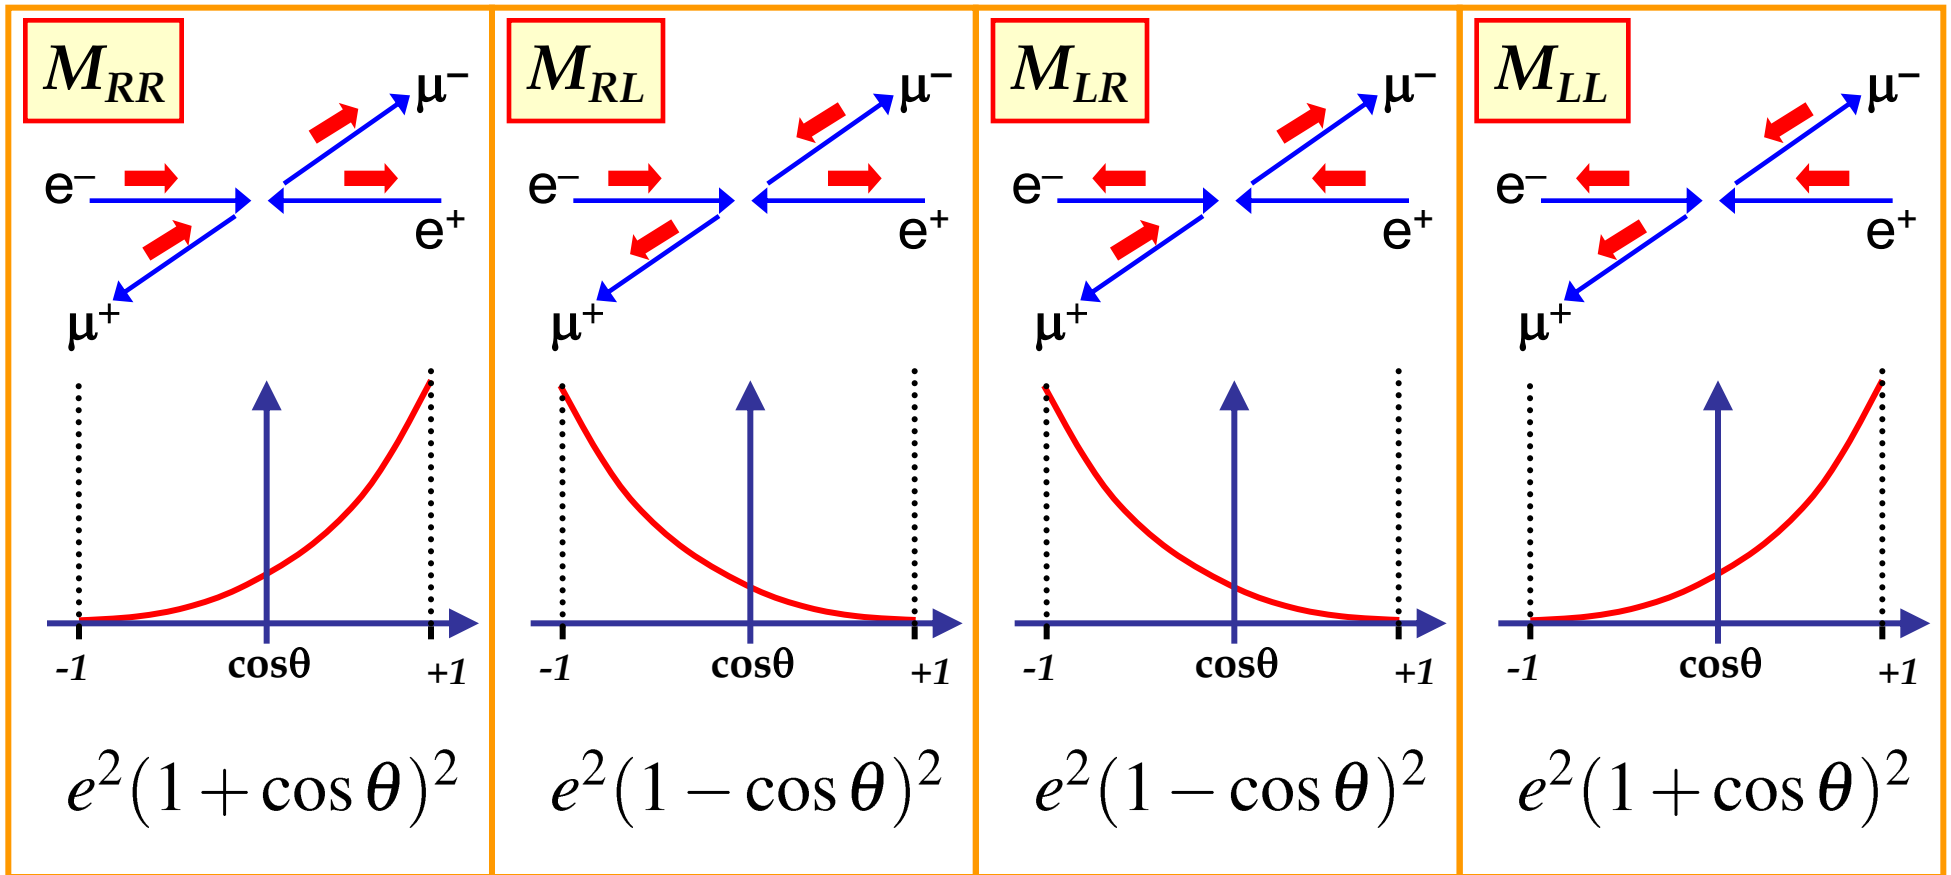 M_RR
μ−
e−
e+
μ+
-1
cosθ
+1
e²(1 + cos θ)²
M_RL
μ−
e−
e+
μ+
-1
cosθ
+1
e²(1 − cos θ)²
M_LR
μ−
e−
e+
μ+
-1
cosθ
+1
e²(1 − cos θ)²
M_LL
μ−
e−
e+
μ+
-1
cosθ
+1
e²(1 + cos θ)²